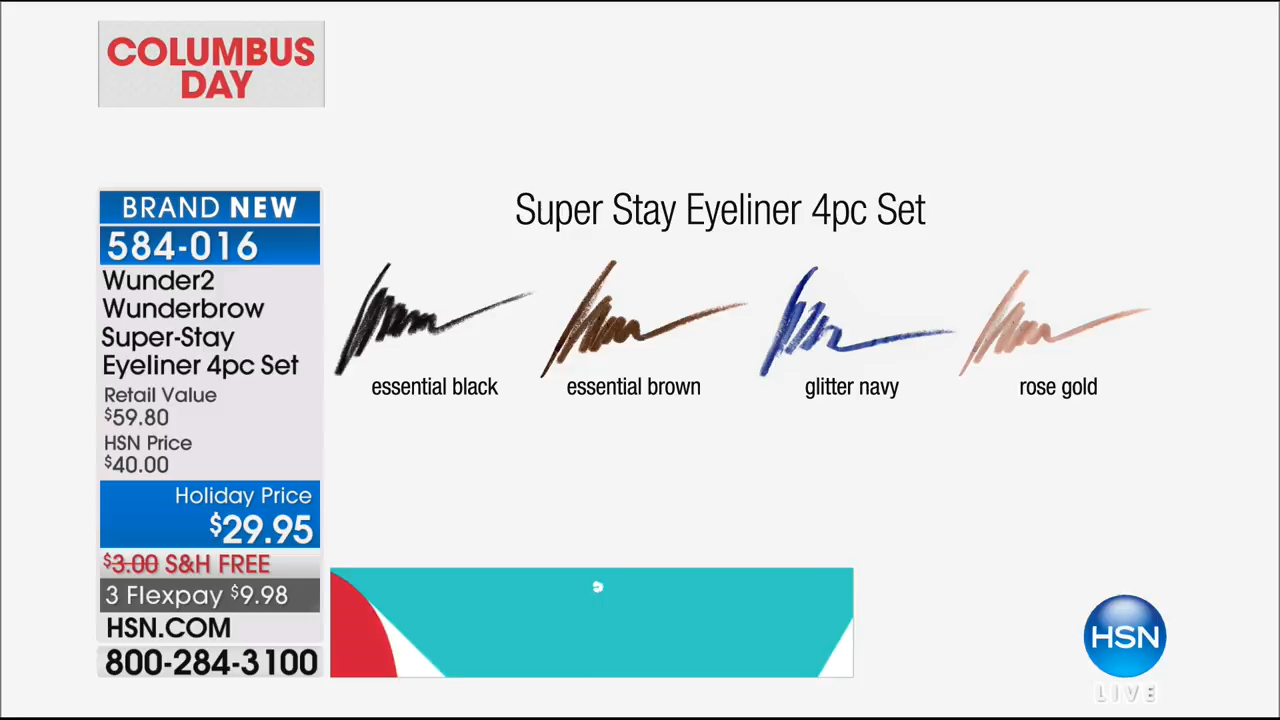 COLUMBUS
DAY
BRAND NEW
584-016
Wunder2
Wunderbrow
Super-Stay
Eyeliner 4pc Set
Retail Value
$59.80
HSN Price
$40.00
Holiday Price
$29.95
$3.00 S&H FREE
3 Flexpay $9.98
HSN.COM
800-284-3100
Super Stay Eyeliner 4pc Set
essential black
essential brown
glitter navy
rose gold
HSN
LIVE